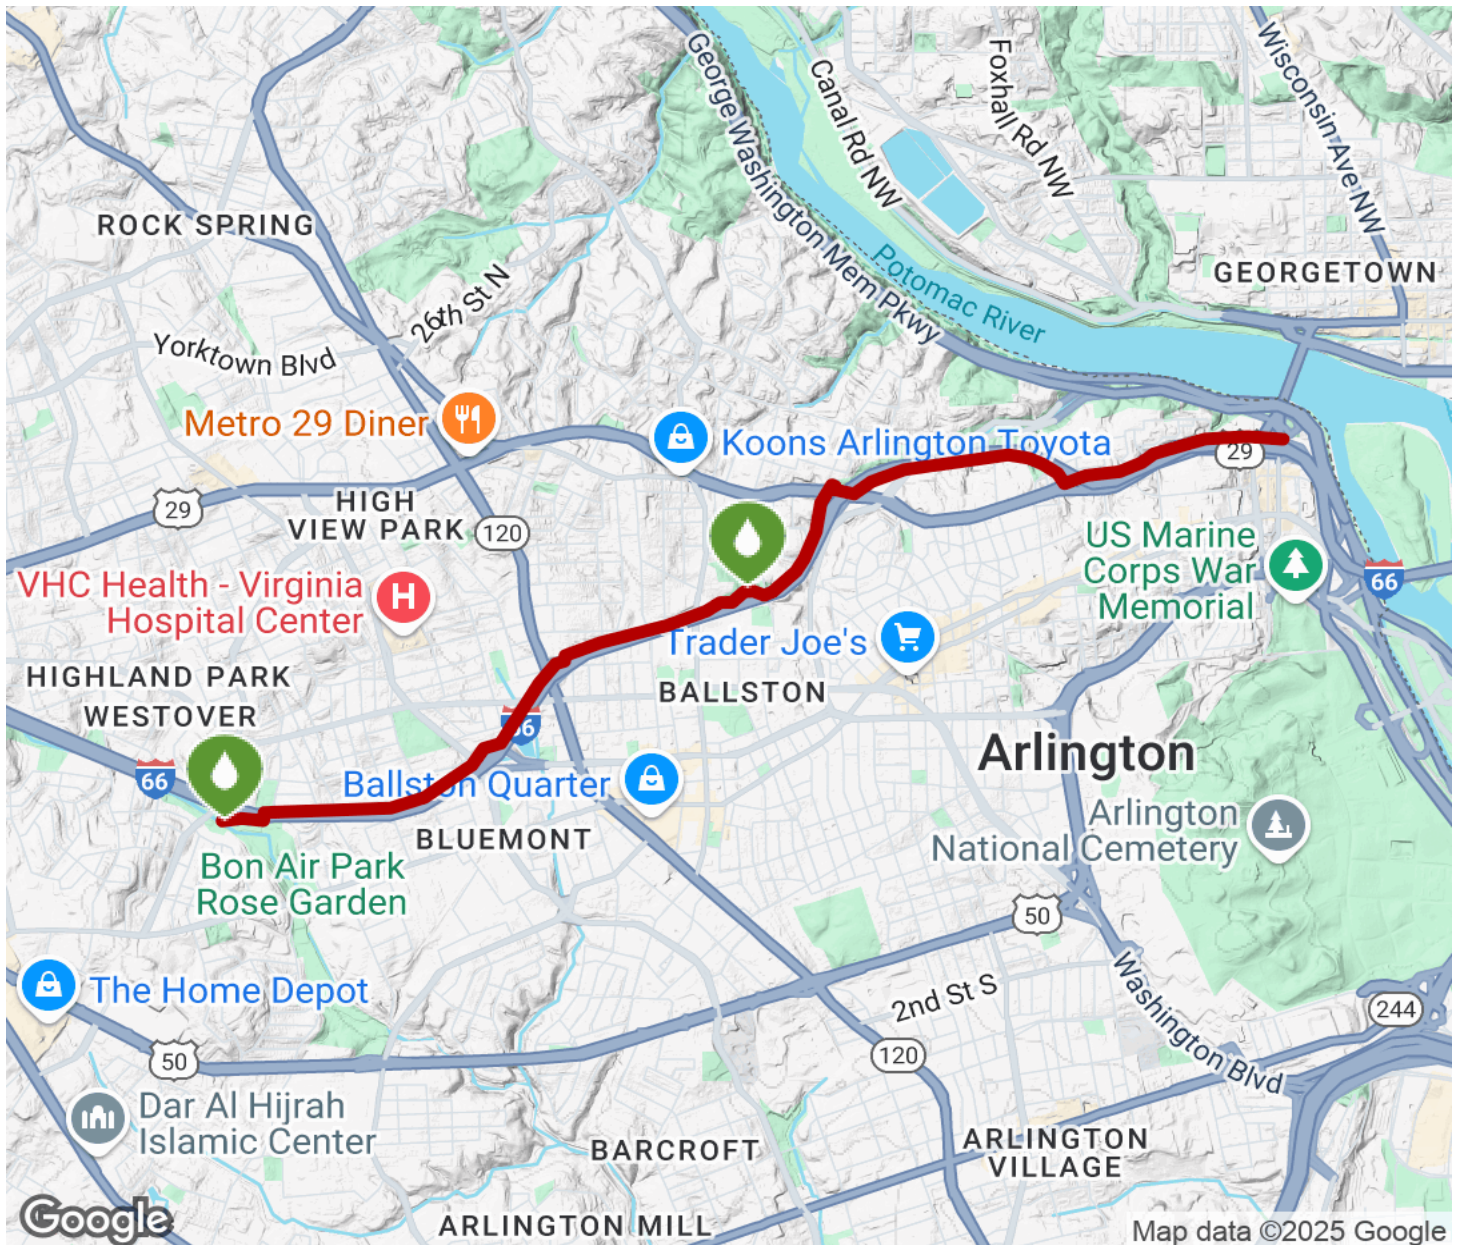 George Washington Mem Pkwy
Canal Rd NW
Foxhall Rd NW
Wisconsin Ave NW
ROCK SPRING
Potomac River
GEORGETOWN
26th St N
Yorktown Blvd
Metro 29 Diner
Koons Arlington Toyota
29
29
HIGH
VIEW PARK
120
US Marine
Corps War
Memorial
66
VHC Health - Virginia
Hospital Center
H
Trader Joe's
HIGHLAND PARK
WESTOVER
BALLSTON
66
66
Arlington
Ballston Quarter
BLUEMONT
Arlington
National Cemetery
Bon Air Park
Rose Garden
50
The Home Depot
2nd St S
Washington Blvd
244
50
120
Dar Al Hijrah
Islamic Center
BARCROFT
ARLINGTON
VILLAGE
Google
ARLINGTON MILL
Map data ©2025 Google